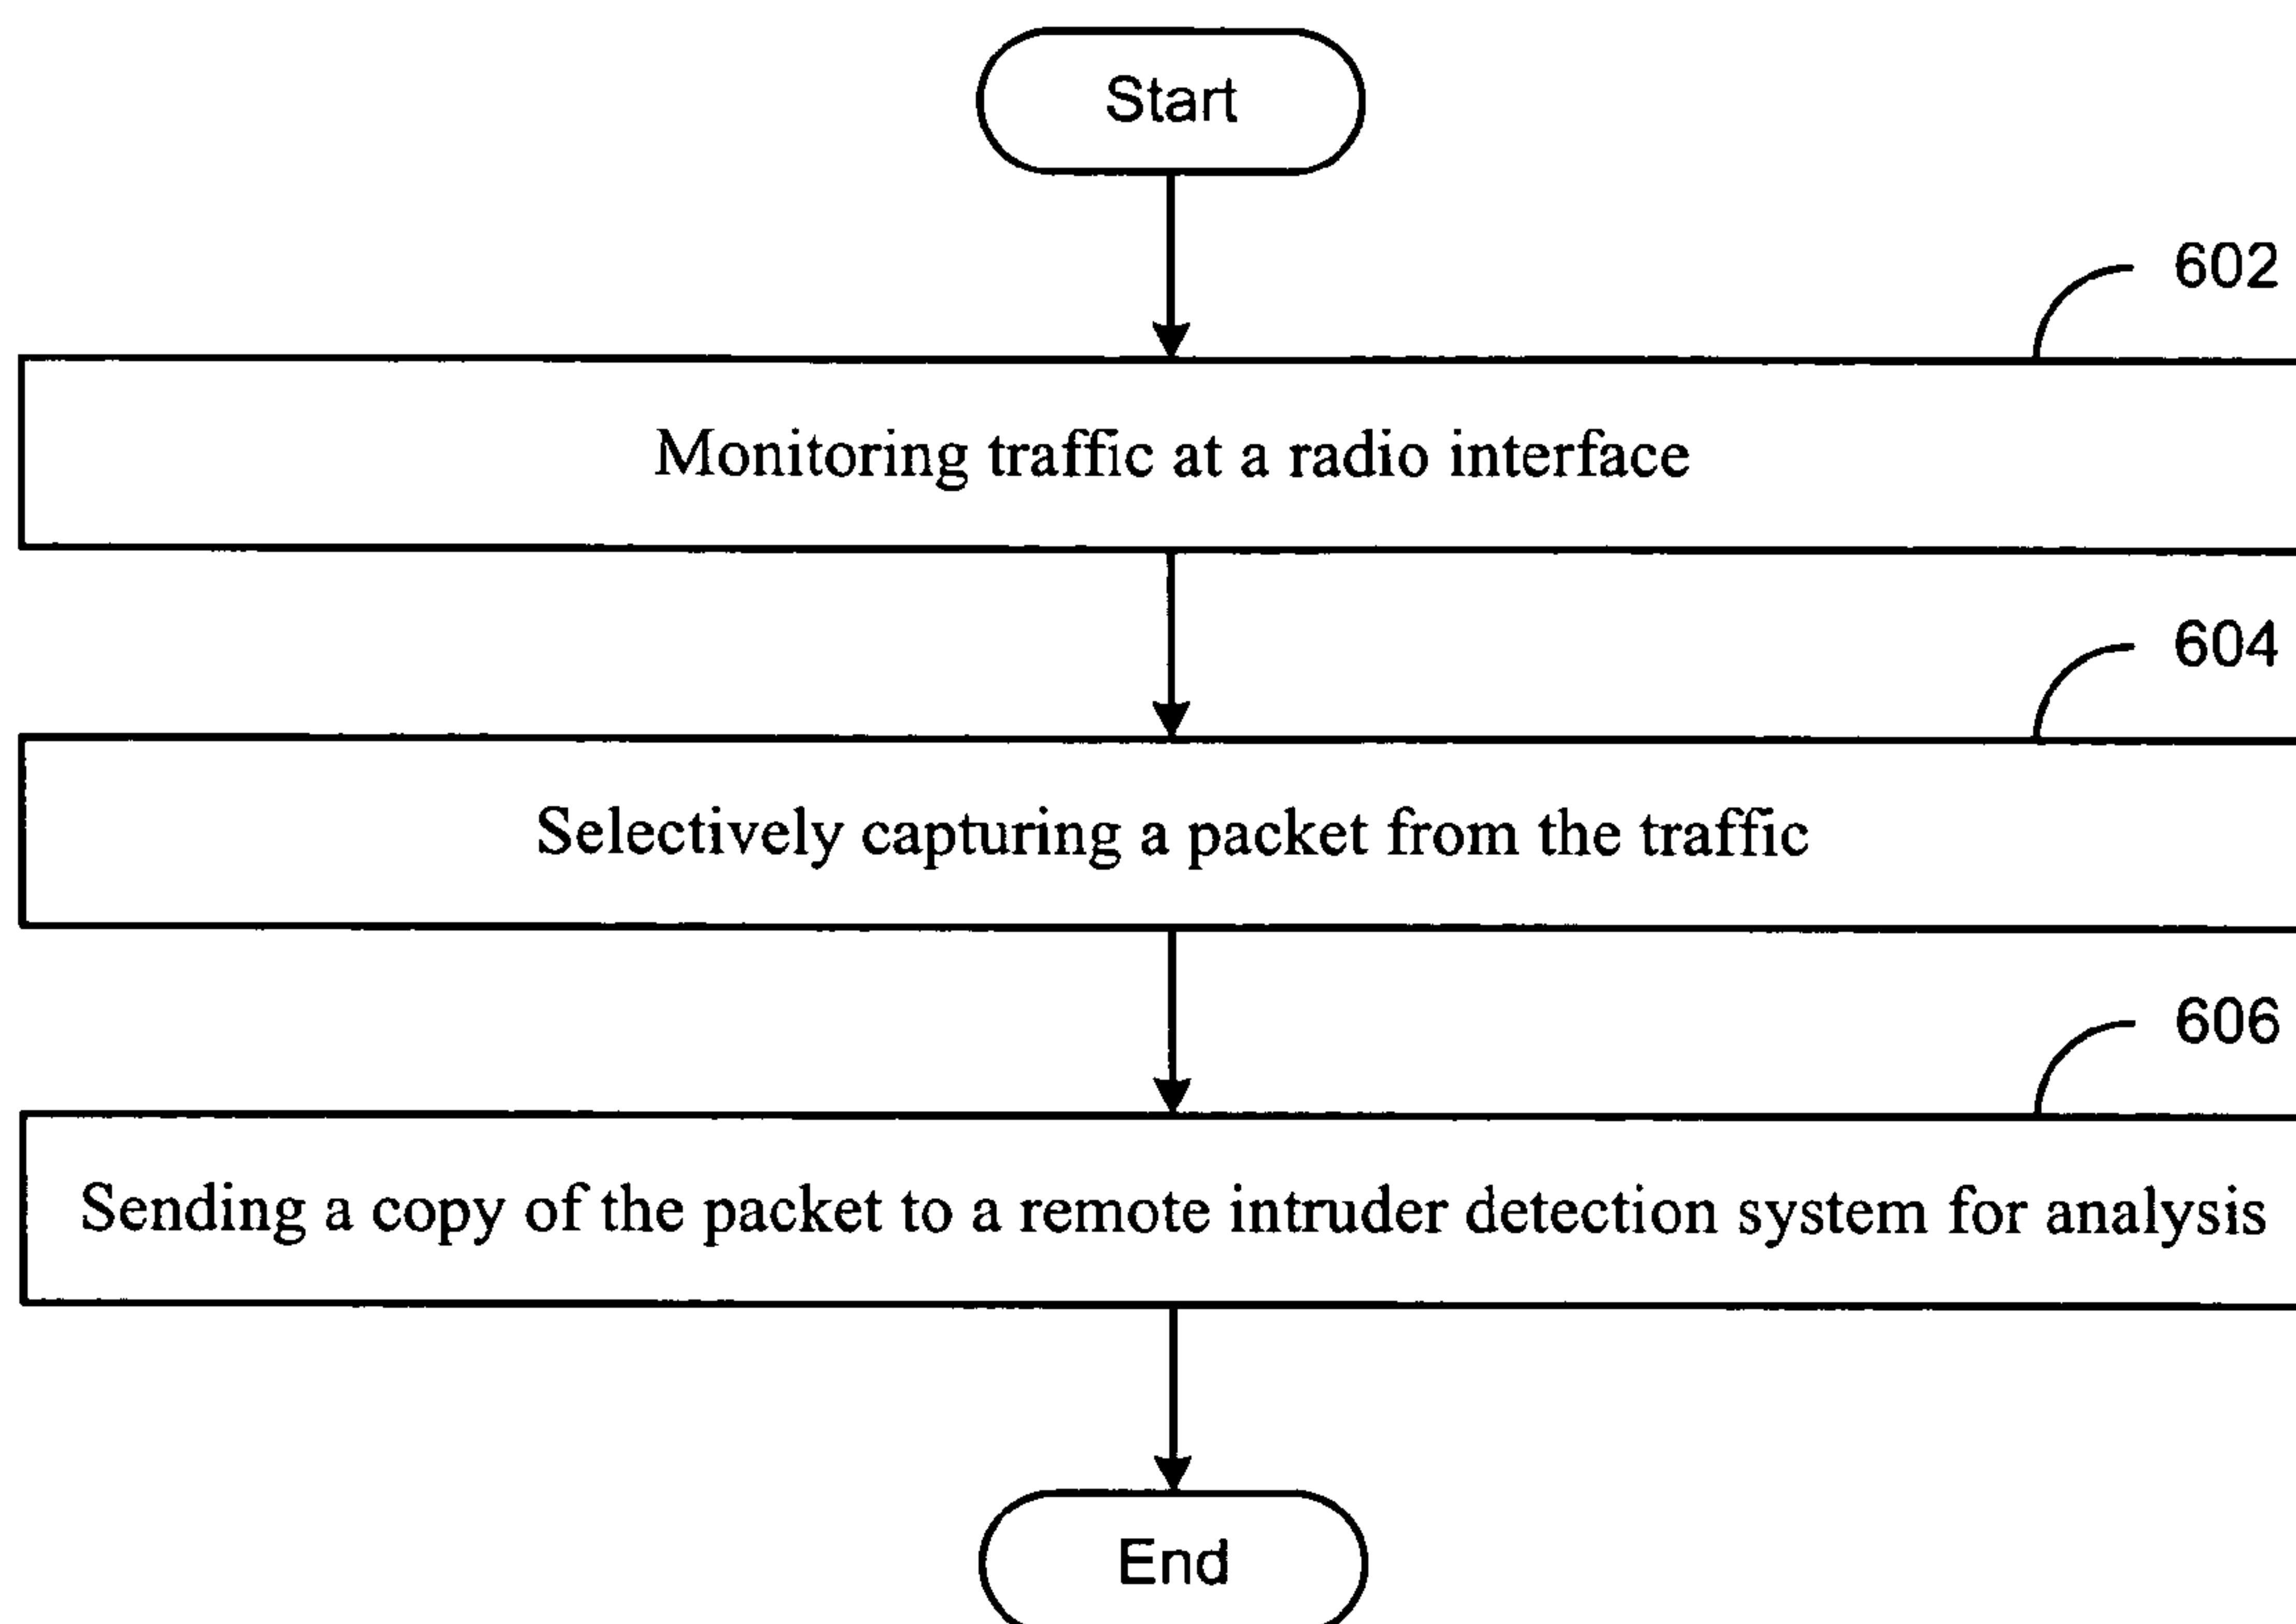 Start
602
Monitoring traffic at a radio interface
604
Selectively capturing a packet from the traffic
606
Sending a copy of the packet to a remote intruder detection system for analysis
End